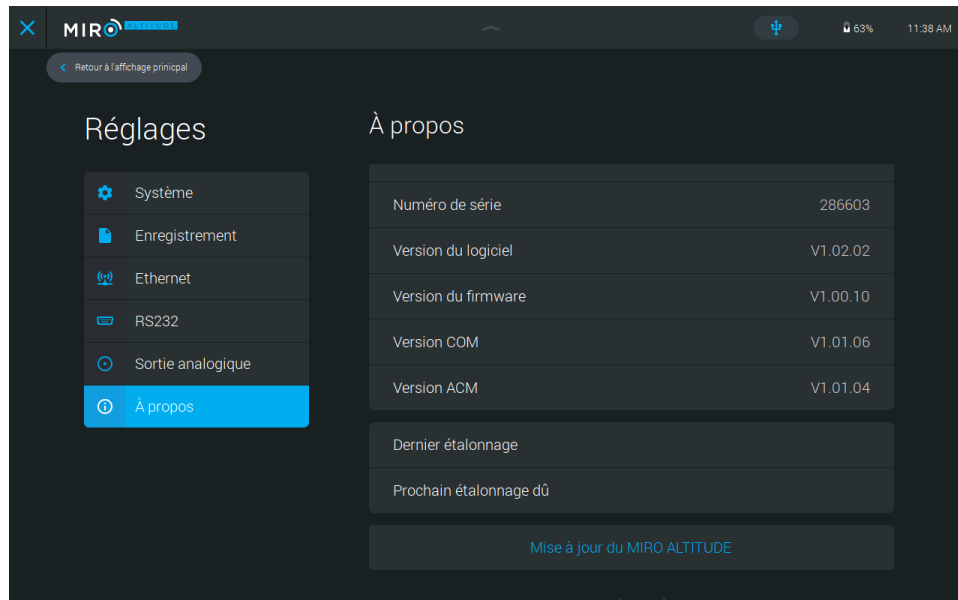 MIRO ALTITUDE
63%
11:38 AM
Retour à l'affichage prinicpal
Réglages
À propos
Système
Enregistrement
Ethernet
RS232
Sortie analogique
À propos
Numéro de série 286603
Version du logiciel V1.02.02
Version du firmware V1.00.10
Version COM V1.01.06
Version ACM V1.01.04
Dernier étalonnage
Prochain étalonnage dû
Mise à jour du MIRO ALTITUDE